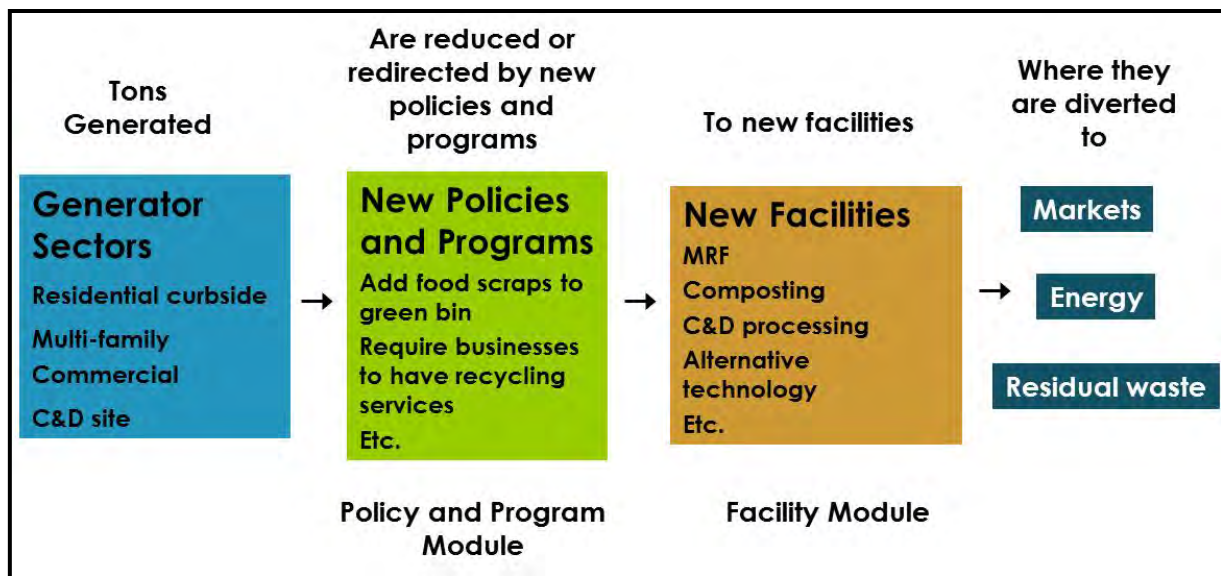 Tons
Generated
Are reduced or
redirected by new
policies and
programs
To new facilities
Where they
are diverted
to
Generator
Sectors
Residential curbside
Multi-family
Commercial
C&D site
New Policies
and Programs
Add food scraps to
green bin
Require businesses
to have recycling
services
Etc.
New Facilities
MRF
Composting
C&D processing
Alternative
technology
Etc.
Markets
Energy
Residual waste
Policy and Program
Module
Facility Module